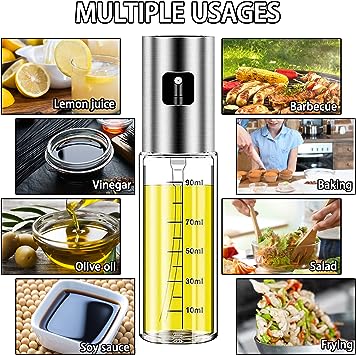 MULTIPLE USAGES
Lemon juice
Barbecue
Vinegar
Baking
Olive oil
Salad
Soy sauce
Frying
90ml
70ml
50ml
30ml
10ml